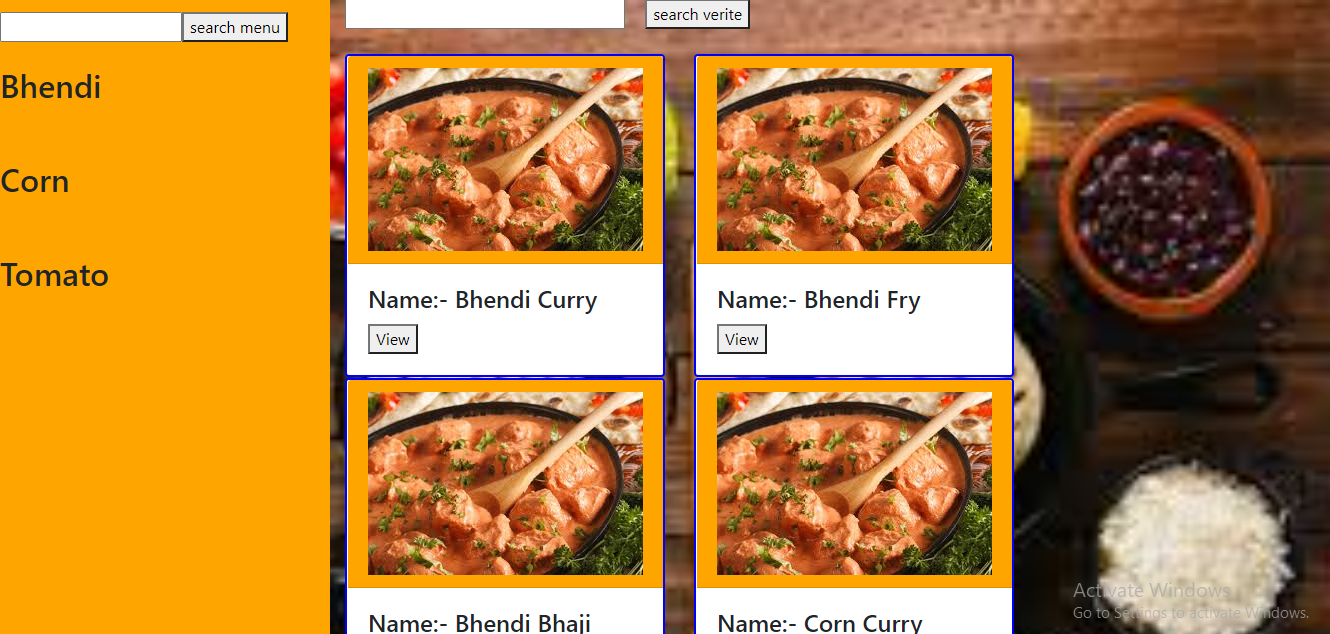 search menu
search verite
Bhendi
Corn
Tomato
Name:- Bhendi Curry
View
Name:- Bhendi Fry
View
Name:- Bhendi Bhaji
Name:- Corn Curry
Activate Windows
Go to Settings to activate Windows.